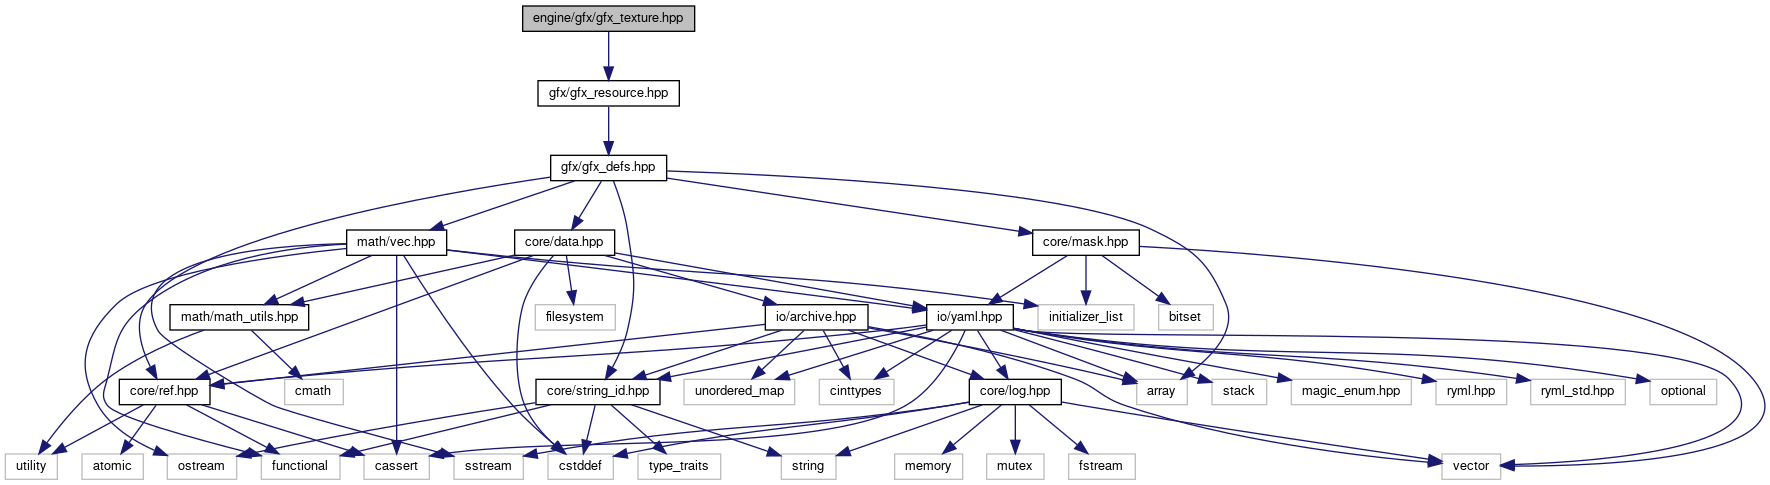 engine/gfx/gfx_texture.hpp
gfx/gfx_resource.hpp
gfx/gfx_defs.hpp
math/vec.hpp
core/data.hpp
core/mask.hpp
math/math_utils.hpp
filesystem
io/archive.hpp
io/yaml.hpp
initializer_list
bitset
core/ref.hpp
cmath
core/string_id.hpp
unordered_map
cinttypes
core/log.hpp
array
stack
magic_enum.hpp
ryml.hpp
ryml_std.hpp
optional
utility
atomic
ostream
functional
cassert
sstream
cstddef
type_traits
string
memory
mutex
fstream
vector